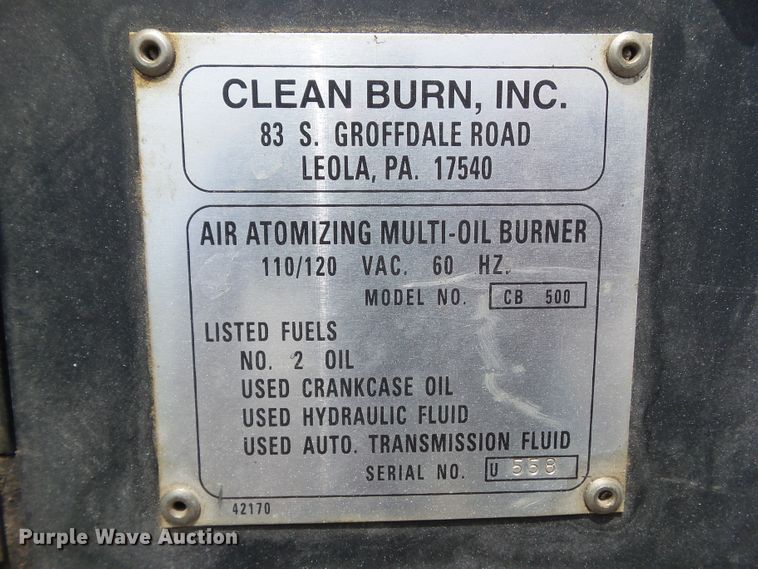 CLEAN BURN, INC.
83 S. GROFFDALE ROAD
LEOLA, PA. 17540
AIR ATOMIZING MULTI-OIL BURNER
110/120 VAC. 60 HZ.
MODEL NO. CB 500
LISTED FUELS
NO. 2 OIL
USED CRANKCASE OIL
USED HYDRAULIC FLUID
USED AUTO. TRANSMISSION FLUID
SERIAL NO. U 558
42170
Purple Wave Auction